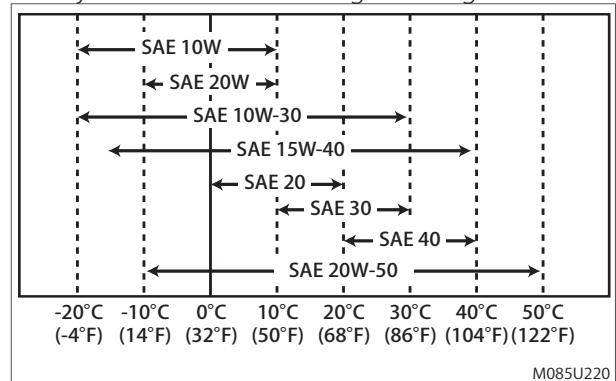 SAE 10W
SAE 20W
SAE 10W-30
SAE 15W-40
SAE 20
SAE 30
SAE 40
SAE 20W-50
-20°C -10°C 0°C 10°C 20°C 30°C 40°C 50°C
(-4°F) (14°F) (32°F) (50°F) (68°F) (86°F) (104°F) (122°F)
M085U220